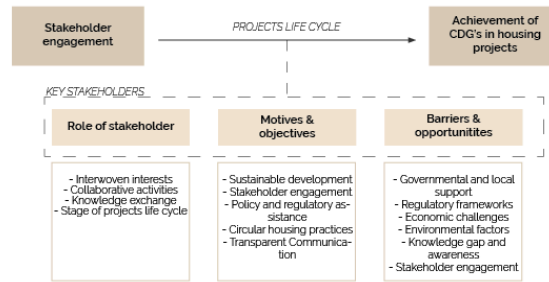 Stakeholder
engagement
PROJECTS LIFE CYCLE
Achievement of
CDG's in housing
projects
KEY STAKEHOLDERS
Role of stakeholder
Motives &
objectives
Barriers &
opportunitites
- Interwoven interests
- Collaborative activities
- Knowledge exchange
- Stage of projects life cycle
- Sustainable development
- Stakeholder engagement
- Policy and regulatory as-
sistance
- Circular housing practices
- Transparent Communica-
tion
- Governmental and local
support
- Regulatory frameworks
- Economic challenges
- Environmental factors
- Knowledge gap and
awareness
- Stakeholder engagement